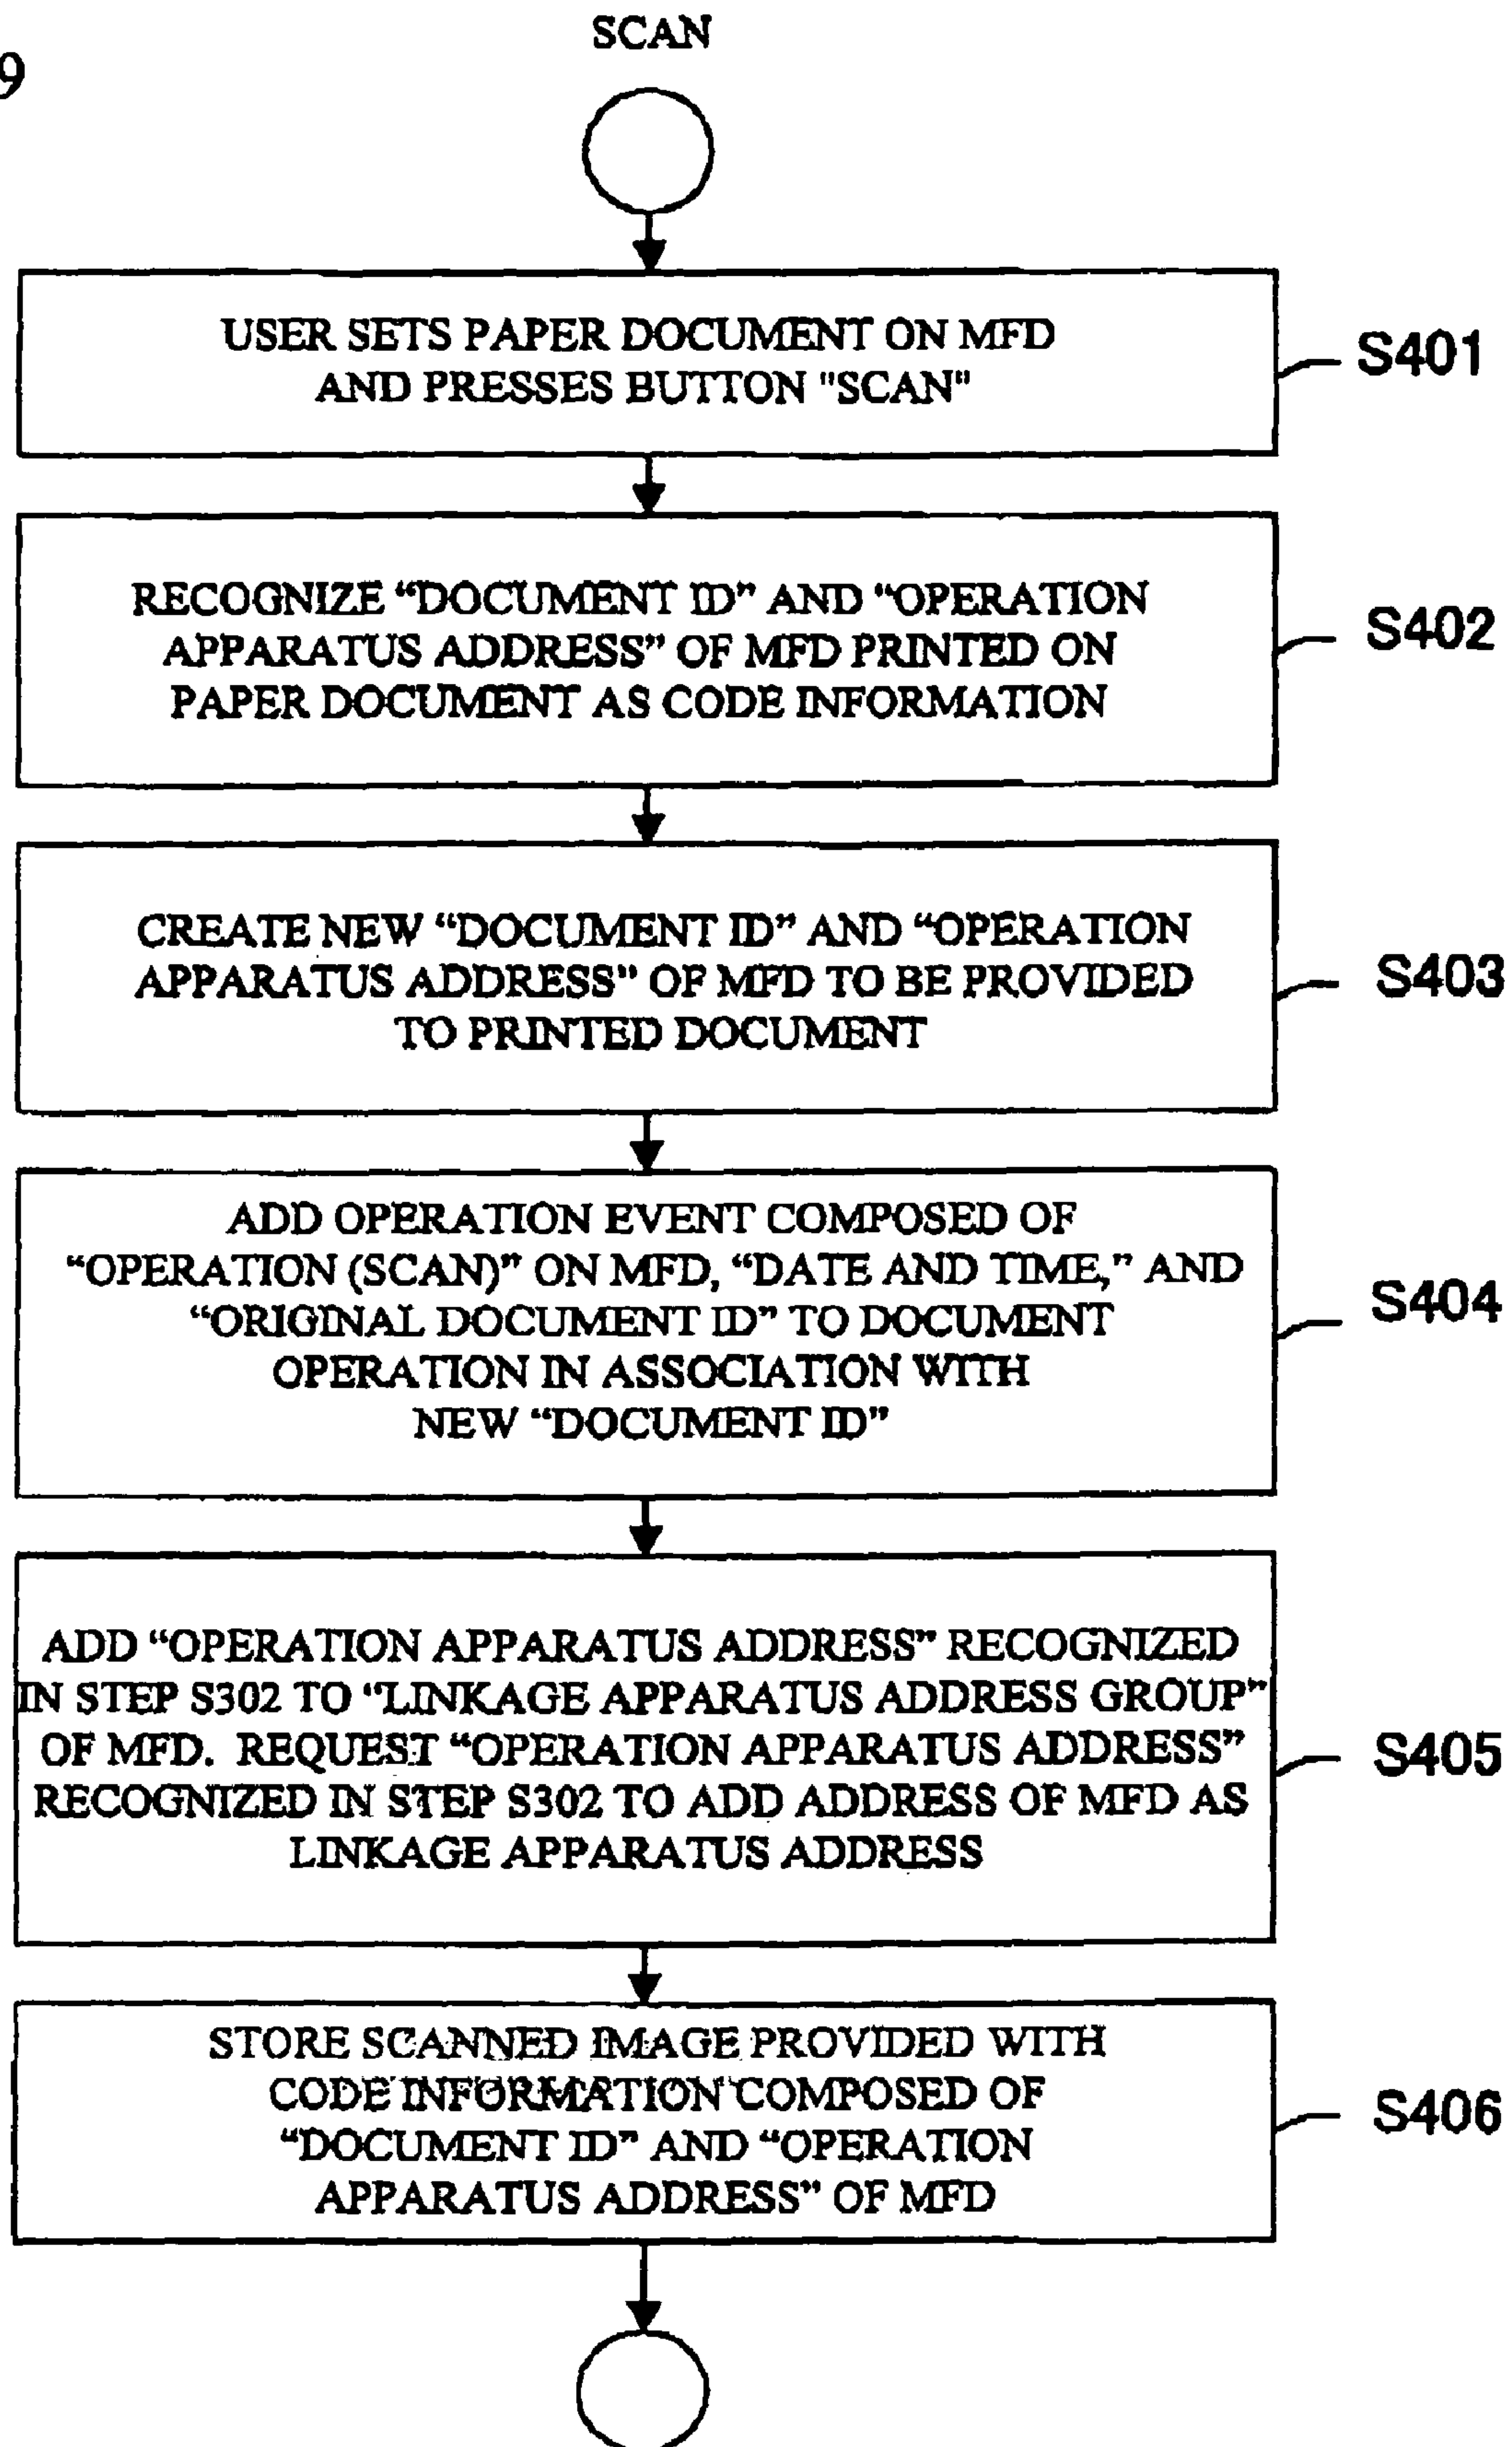 9
SCAN
USER SETS PAPER DOCUMENT ON MFD
AND PRESSES BUTTON "SCAN"
S401
RECOGNIZE “DOCUMENT ID” AND “OPERATION
APPARATUS ADDRESS” OF MFD PRINTED ON
PAPER DOCUMENT AS CODE INFORMATION
S402
CREATE NEW “DOCUMENT ID” AND “OPERATION
APPARATUS ADDRESS” OF MFD TO BE PROVIDED
TO PRINTED DOCUMENT
S403
ADD OPERATION EVENT COMPOSED OF
“OPERATION (SCAN)” ON MFD, “DATE AND TIME,” AND
“ORIGINAL DOCUMENT ID” TO DOCUMENT
OPERATION IN ASSOCIATION WITH
NEW “DOCUMENT ID”
S404
ADD “OPERATION APPARATUS ADDRESS” RECOGNIZED
IN STEP S302 TO “LINKAGE APPARATUS ADDRESS GROUP”
OF MFD. REQUEST “OPERATION APPARATUS ADDRESS”
RECOGNIZED IN STEP S302 TO ADD ADDRESS OF MFD AS
LINKAGE APPARATUS ADDRESS
S405
STORE SCANNED IMAGE PROVIDED WITH
CODE INFORMATION COMPOSED OF
“DOCUMENT ID” AND “OPERATION
APPARATUS ADDRESS” OF MFD
S406